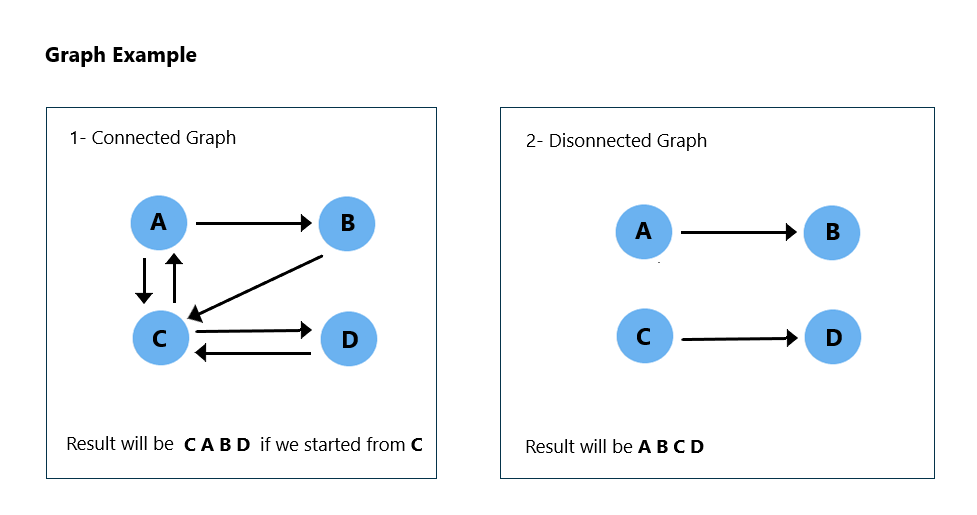 Graph Example
1- Connected Graph
A
B
C
D
Result will be C A B D if we started from C
2- Disonnected Graph
A
B
C
D
Result will be A B C D